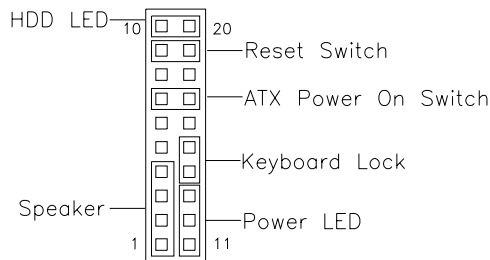 HDD LED
10 20
Reset Switch
ATX Power On Switch
Keyboard Lock
Speaker
Power LED
1 11